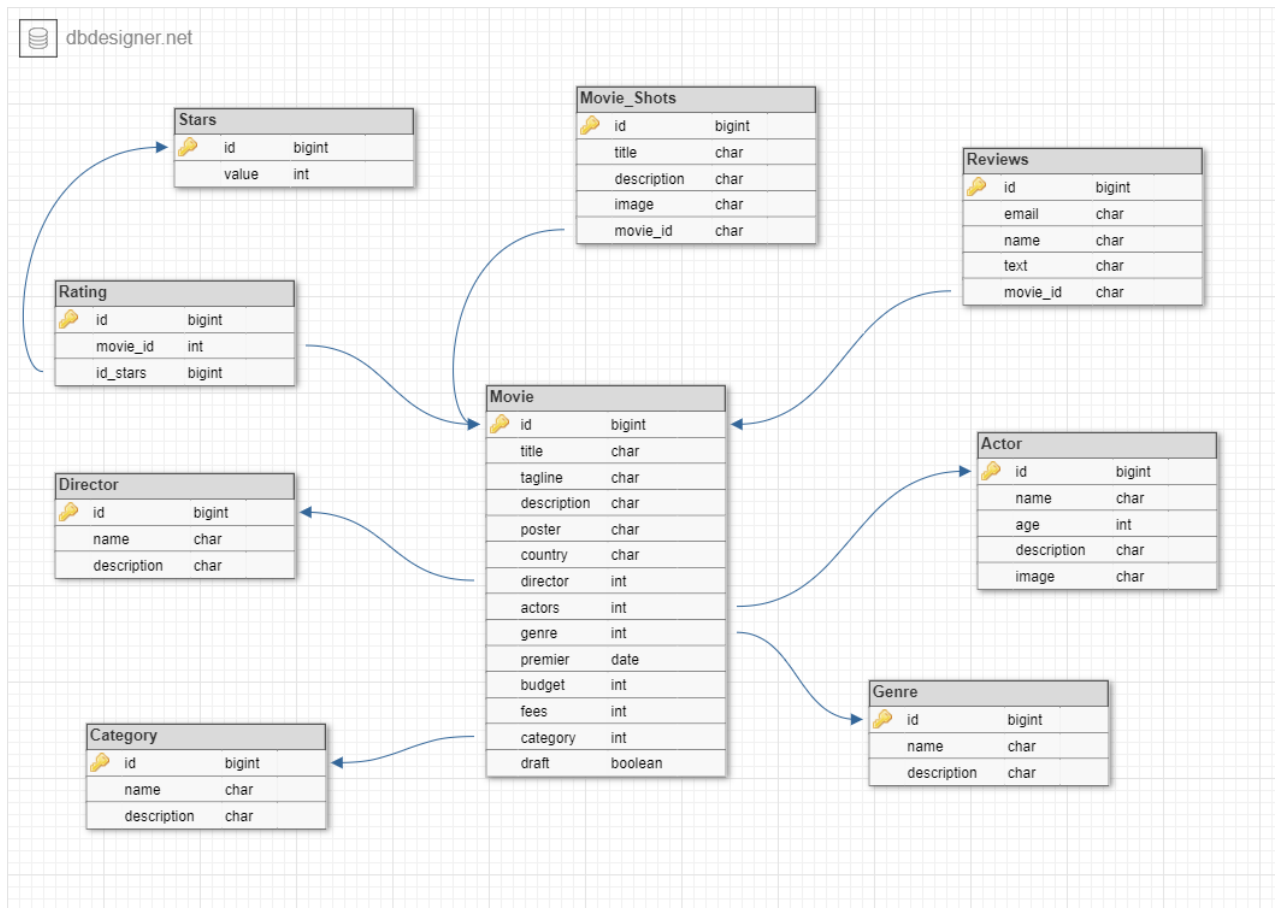 dbdesigner.net
Stars
id bigint
value int
Movie_Shots
id bigint
title char
description char
image char
movie_id char
Reviews
id bigint
email char
name char
text char
movie_id char
Rating
id bigint
movie_id int
id_stars bigint
Movie
id bigint
title char
tagline char
description char
poster char
country char
director int
actors int
genre int
premier date
budget int
fees int
category int
draft boolean
Actor
id bigint
name char
age int
description char
image char
Director
id bigint
name char
description char
Genre
id bigint
name char
description char
Category
id bigint
name char
description char